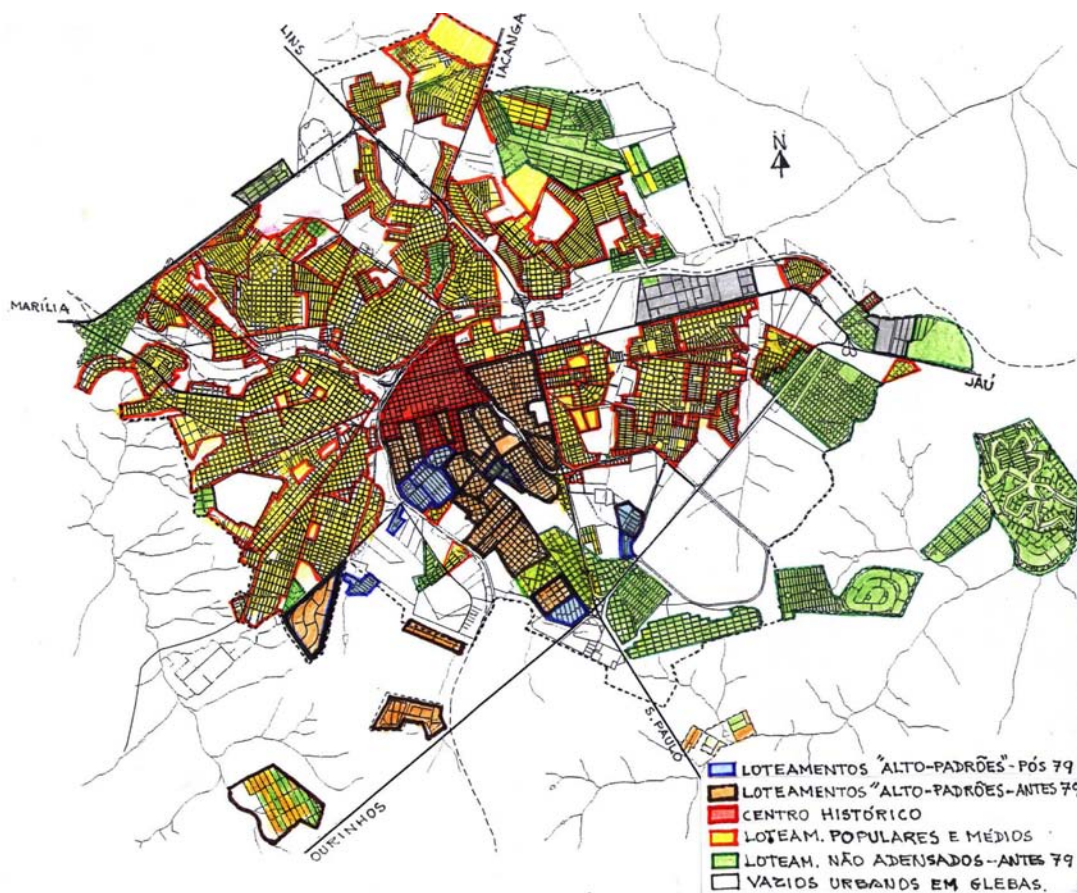 LINS
IACANGA
N
MARÍLIA
JAÚ
S. PAULO
OURINHOS
LOTEAMENTOS "ALTO-PADRÕES"-PÓS 79
LOTEAMENTOS "ALTO-PADRÕES-ANTES 79
CENTRO HISTÓRICO
LOTEAM. POPULARES E MÉDIOS
LOTEAM. NÃO ADENSADOS-ANTES 79
VAZIOS URBANOS EM GLEBAS.